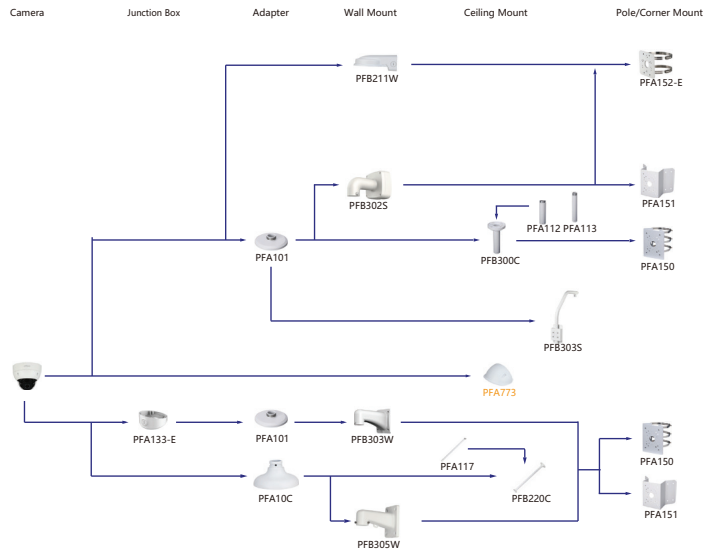 Camera Junction Box Adapter Wall Mount Ceiling Mount Pole/Corner Mount
PFB211W
PFA152-E
PFB302S
PFA151
PFA112 PFA113
PFA101
PFB300C
PFA150
PFB303S
PFA773
PFA133-E
PFA101
PFB303W
PFA150
PFA117
PFA10C
PFB220C
PFA151
PFB305W